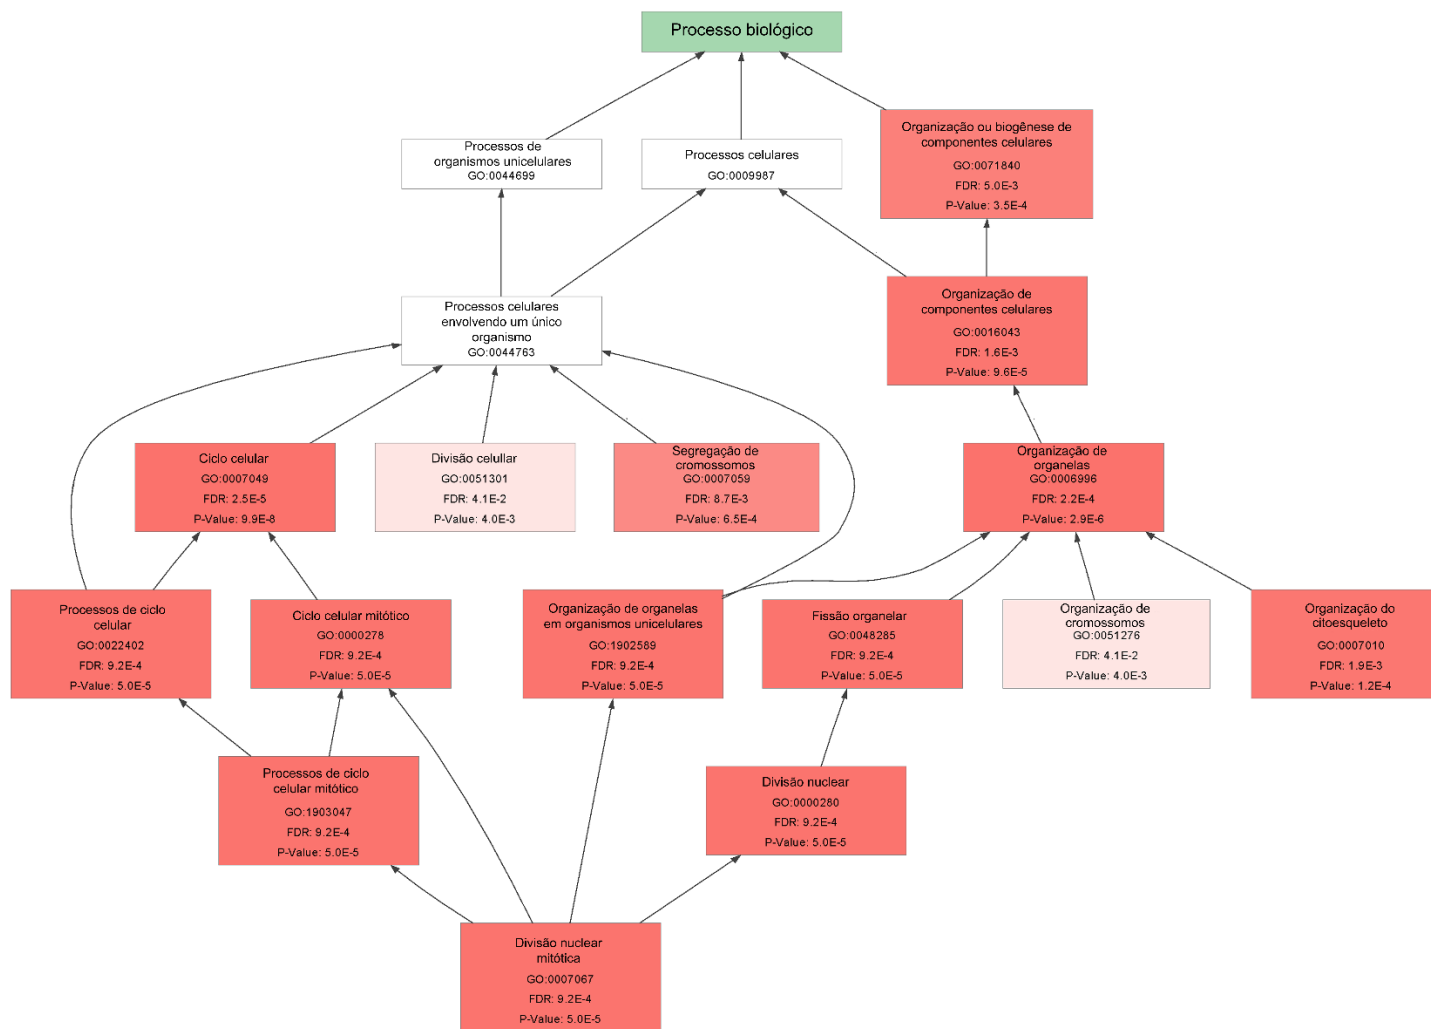 Processo biológico
Processos de
organismos unicelulares
GO:0044699
Processos celulares
GO:0009987
Organização ou biogênese de
componentes celulares
GO:0071840
FDR: 5.0E-3
P-Value: 3.5E-4
Processos celulares
envolvendo um único
organismo
GO:0044763
Organização de
componentes celulares
GO:0016043
FDR: 1.6E-3
P-Value: 9.6E-5
Ciclo celular
GO:0007049
FDR: 2.5E-5
P-Value: 9.9E-8
Divisão celullar
GO:0051301
FDR: 4.1E-2
P-Value: 4.0E-3
Segregação de
cromossomos
GO:0007059
FDR: 8.7E-3
P-Value: 6.5E-4
Organização de
organelas
GO:0006996
FDR: 2.2E-4
P-Value: 2.9E-6
Processos de ciclo
celular
GO:0022402
FDR: 9.2E-4
P-Value: 5.0E-5
Ciclo celular mitótico
GO:0000278
FDR: 9.2E-4
P-Value: 5.0E-5
Organização de organelas
em organismos unicelulares
GO:1902589
FDR: 9.2E-4
P-Value: 5.0E-5
Fissão organelar
GO:0048285
FDR: 9.2E-4
P-Value: 5.0E-5
Organização de
cromossomos
GO:0051276
FDR: 4.1E-2
P-Value: 4.0E-3
Organização do
citoesqueleto
GO:0007010
FDR: 1.9E-3
P-Value: 1.2E-4
Processos de ciclo
celular mitótico
GO:1903047
FDR: 9.2E-4
P-Value: 5.0E-5
Divisão nuclear
GO:0000280
FDR: 9.2E-4
P-Value: 5.0E-5
Divisão nuclear
mitótica
GO:0007067
FDR: 9.2E-4
P-Value: 5.0E-5